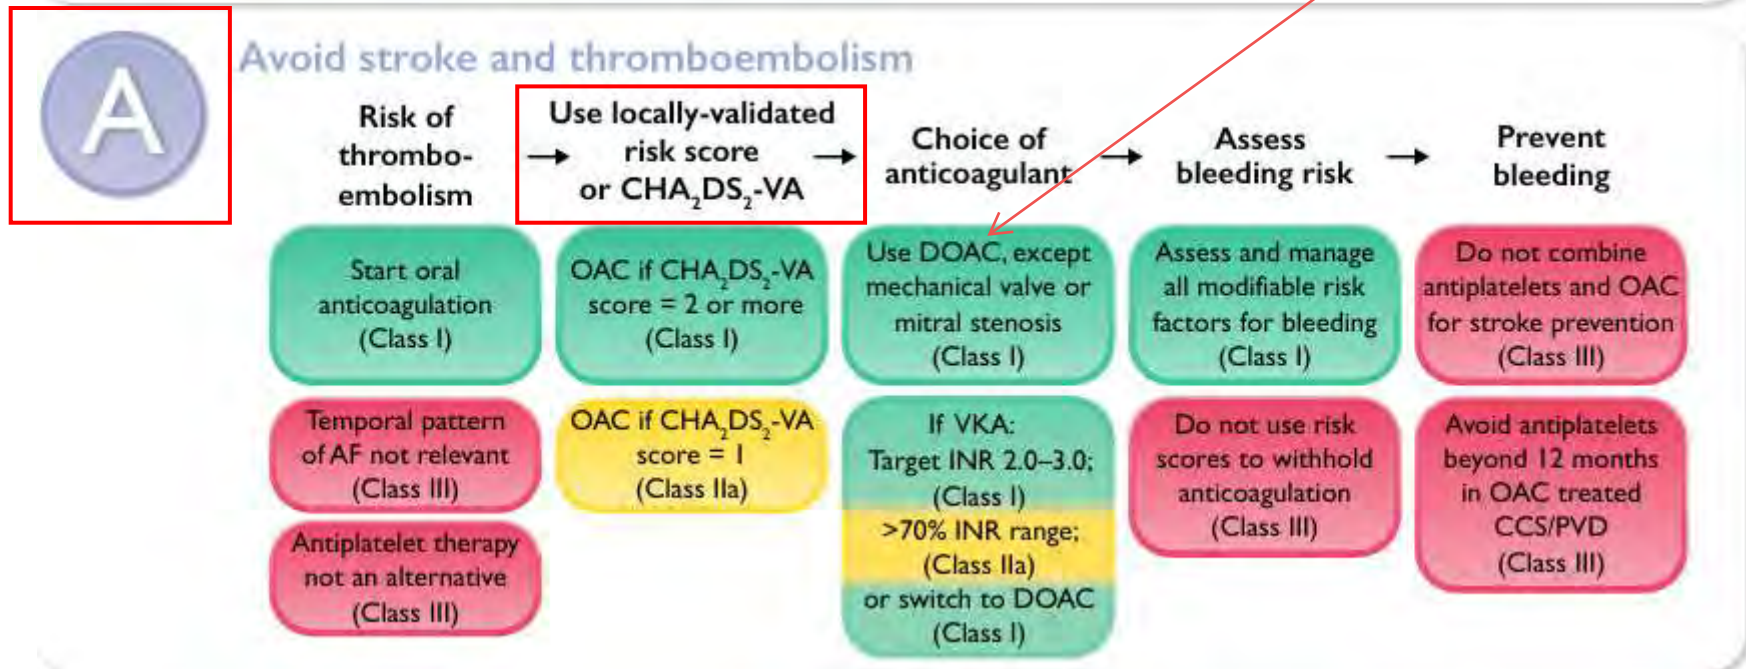 A
Avoid stroke and thromboembolism
Risk of
thrombo-
embolism
Use locally-validated
risk score
or CHA₂DS₂-VA
Choice of
anticoagulant
Assess
bleeding risk
Prevent
bleeding
Start oral
anticoagulation
(Class I)
Temporal pattern
of AF not relevant
(Class III)
Antiplatelet therapy
not an alternative
(Class III)
OAC if CHA₂DS₂-VA
score = 2 or more
(Class I)
OAC if CHA₂DS₂-VA
score = 1
(Class IIa)
Use DOAC, except
mechanical valve or
mitral stenosis
(Class I)
If VKA:
Target INR 2.0–3.0;
(Class I)
>70% INR range;
(Class IIa)
or switch to DOAC
(Class I)
Assess and manage
all modifiable risk
factors for bleeding
(Class I)
Do not use risk
scores to withhold
anticoagulation
(Class III)
Do not combine
antiplatelets and OAC
for stroke prevention
(Class III)
Avoid antiplatelets
beyond 12 months
in OAC treated
CCS/PVD
(Class III)